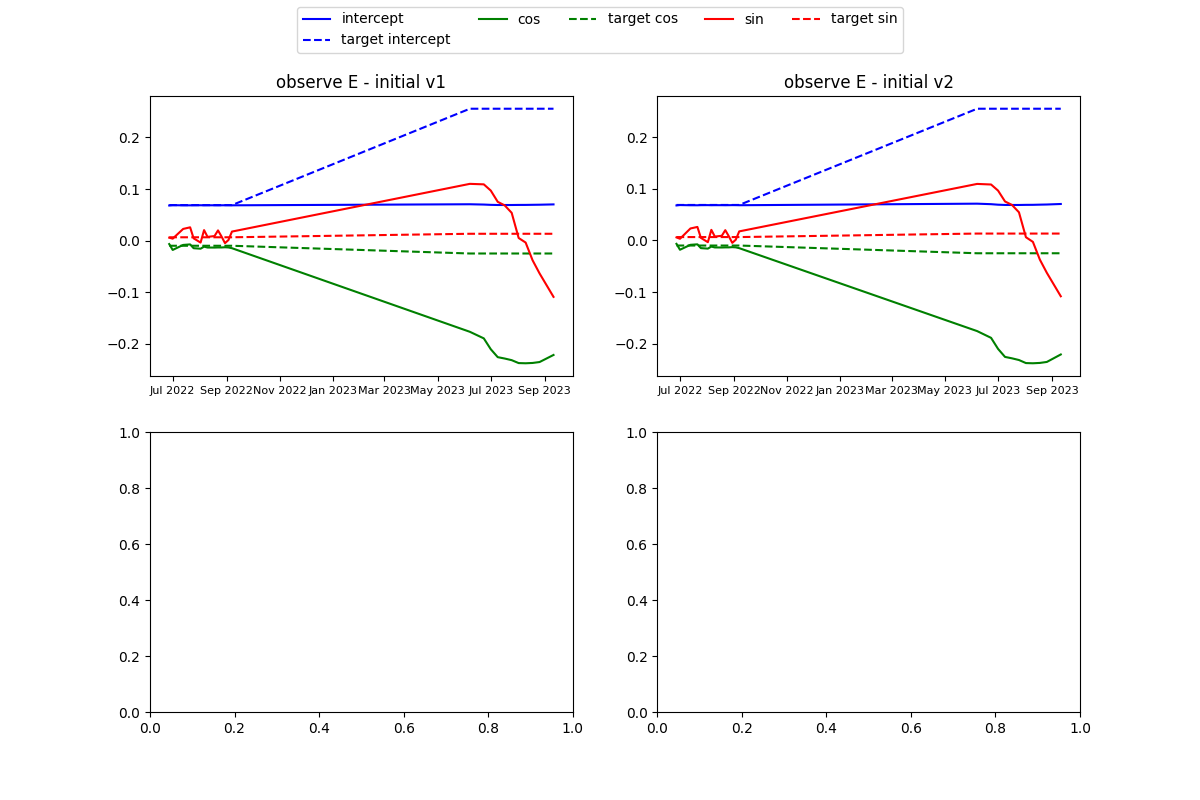 intercept cos target cos sin target sin
target intercept
observe E - initial v1 observe E - initial v2
0.2 0.2
0.1 0.1
0.0 0.0
−0.1 −0.1
−0.2 −0.2
Jul 2022 Sep 2022 Nov 2022 Jan 2023 Mar 2023 May 2023 Jul 2023 Sep 2023 Jul 2022 Sep 2022 Nov 2022 Jan 2023 Mar 2023 May 2023 Jul 2023 Sep 2023
1.0 1.0
0.8 0.8
0.6 0.6
0.4 0.4
0.2 0.2
0.0 0.0
0.0 0.2 0.4 0.6 0.8 1.0 0.0 0.2 0.4 0.6 0.8 1.0